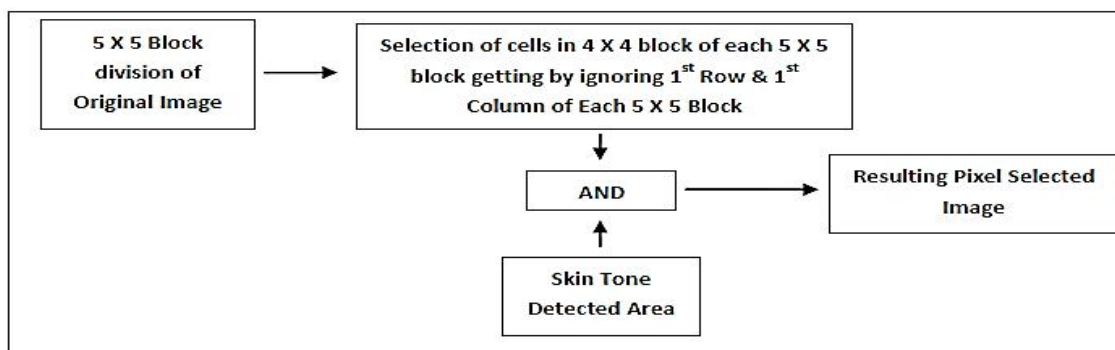 5 X 5 Block
division of
Original Image
Selection of cells in 4 X 4 block of each 5 X 5
block getting by ignoring 1st Row & 1st
Column of Each 5 X 5 Block
AND
Resulting Pixel Selected
Image
Skin Tone
Detected Area